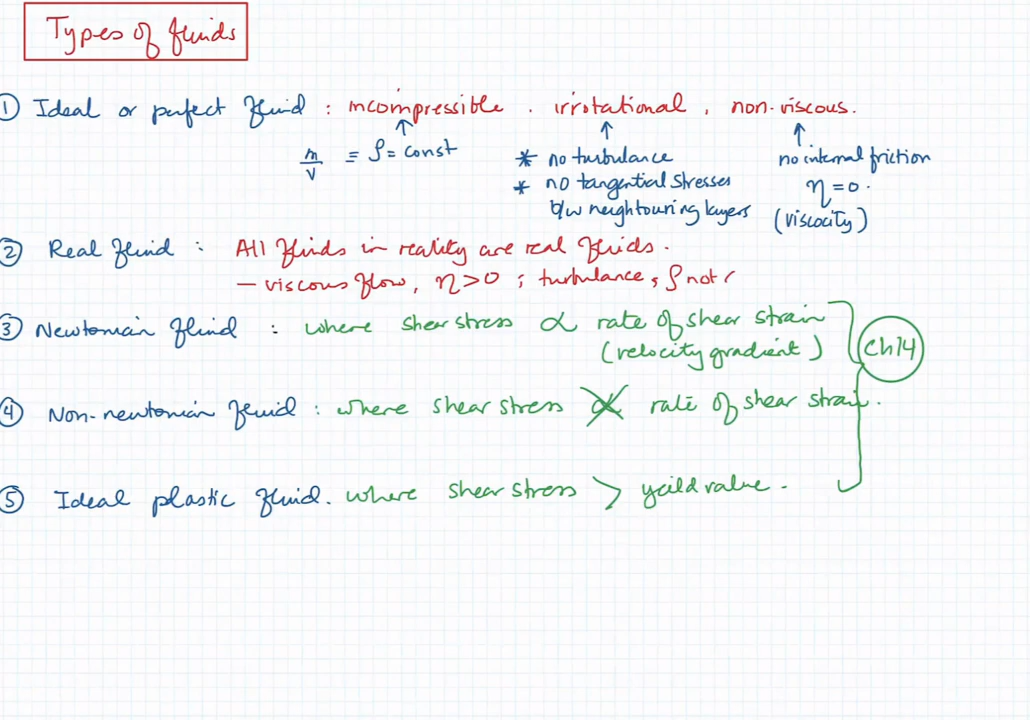 Types of fluids
① Ideal or perfect fluid : incompressible . irrotational , non-viscous.
m/V ≡ ρ = const
* no turbulance
* no tangential stresses
b/w neightouring layers
no internal friction
η = 0 .
(viscocity)
② Real fluid : All fluids in reality are real fluids .
– viscous flow , η > 0 ; turbulance , ρ not (
③ Newtonian fluid : where shear stress ∝ rate of shear strain
(velocity gradient)
Ch14
④ Non-newtonian fluid : where shear stress ∝ rate of shear strain.
⑤ Ideal plastic fluid. where shear stress > yeild value .